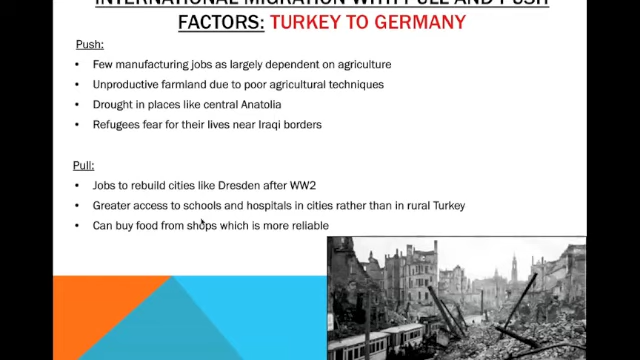 INTERNATIONAL MIGRATION WITH PULL AND PUSH
FACTORS: TURKEY TO GERMANY
Push:
• Few manufacturing jobs as largely dependent on agriculture
• Unproductive farmland due to poor agricultural techniques
• Drought in places like central Anatolia
• Refugees fear for their lives near Iraqi borders
Pull:
• Jobs to rebuild cities like Dresden after WW2
• Greater access to schools and hospitals in cities rather than in rural Turkey
• Can buy food from shops which is more reliable